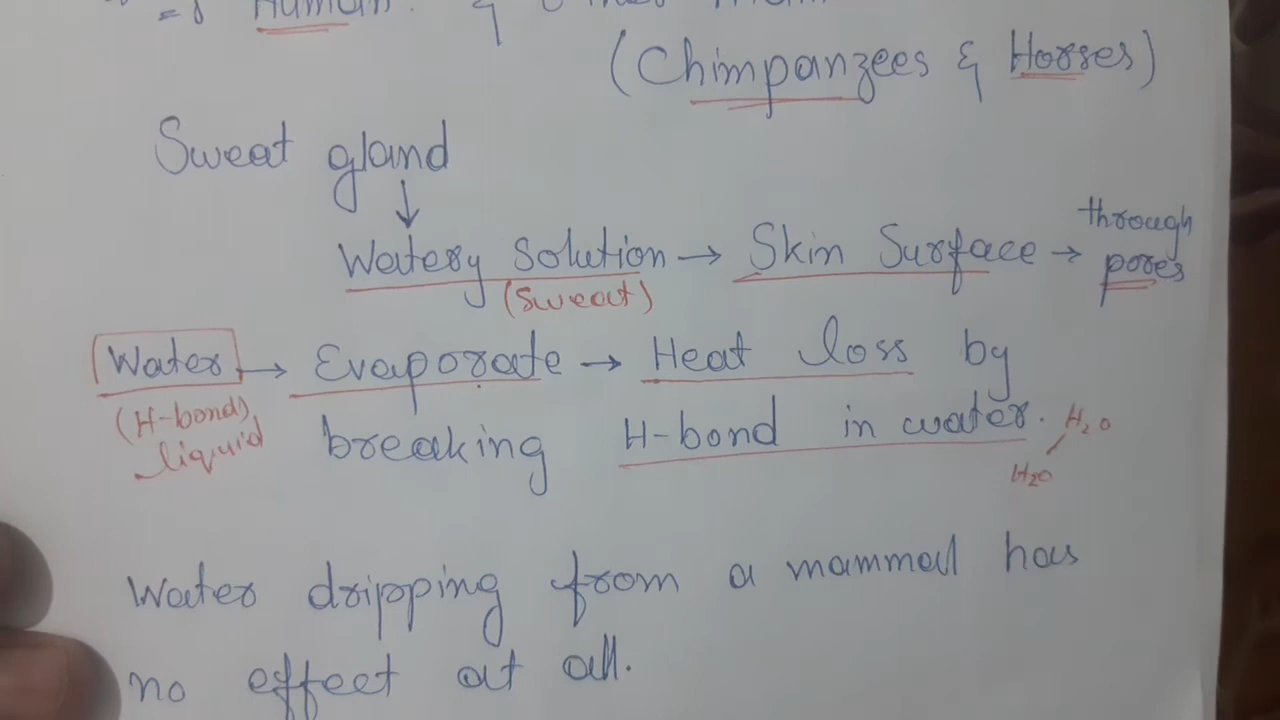 Human. &
(Chimpanzees & Horses)
Sweat gland
↓
Watery Solution → Skin Surface → through pores
(Sweat)
Water → Evaporate → Heat loss by
(H-bond)
liquid
breaking H-bond in water.
H₂O
H₂O
Water dripping from a mammal has
no effect at all.